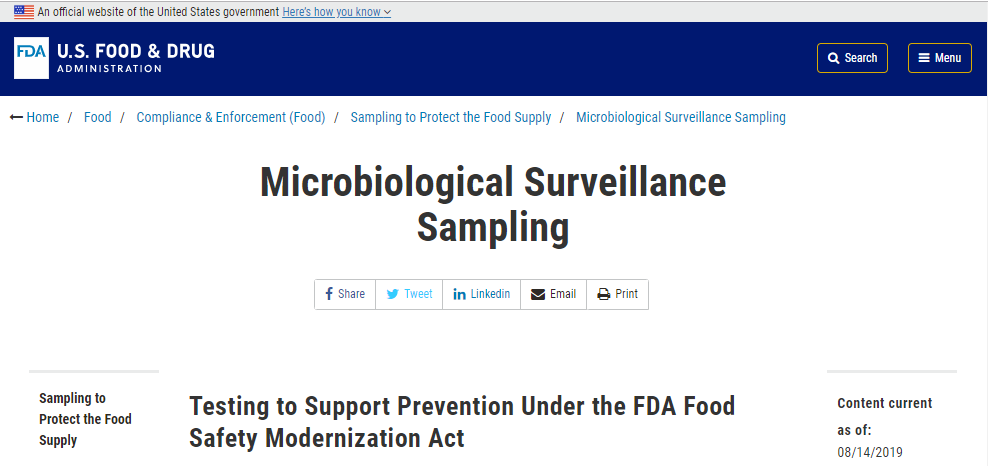 An official website of the United States government Here's how you know
FDA U.S. FOOD & DRUG
ADMINISTRATION
Search
Menu
Home / Food / Compliance & Enforcement (Food) / Sampling to Protect the Food Supply / Microbiological Surveillance Sampling
Microbiological Surveillance
Sampling
Share
Tweet
Linkedin
Email
Print
Sampling to
Protect the Food
Supply
Testing to Support Prevention Under the FDA Food
Safety Modernization Act
Content current
as of:
08/14/2019